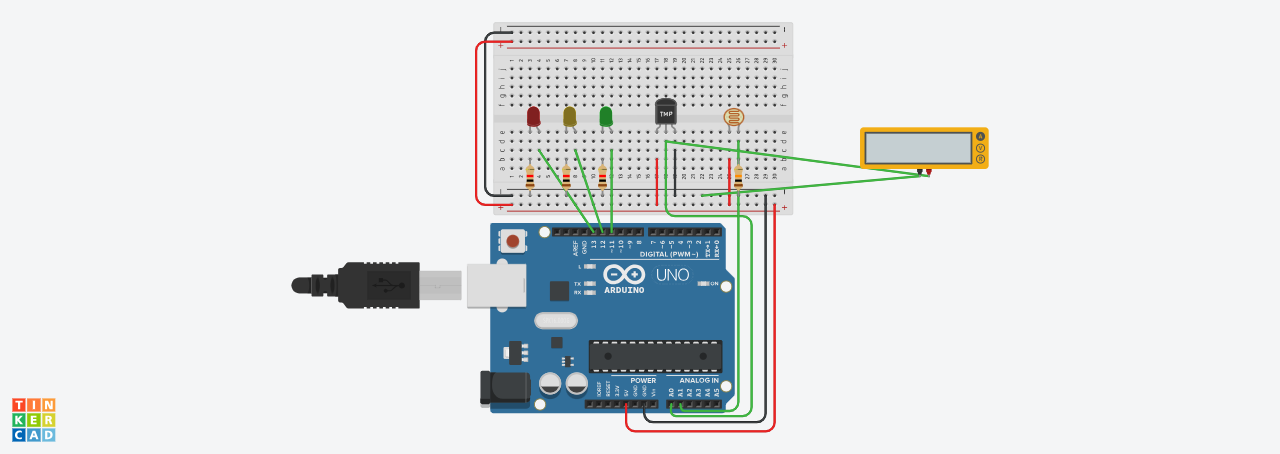 TMP
A
V
R
AREF
GND
13
12
~11
~10
~9
8
7
~6
~5
4
~3
2
TX→1
RX←0
DIGITAL (PWM~)
L
TX
RX
ARDUINO
UNO
ON
POWER
ANALOG IN
IOREF
RESET
3.3V
5V
GND
GND
Vin
A0
A1
A2
A3
A4
A5
TIN
KER
CAD